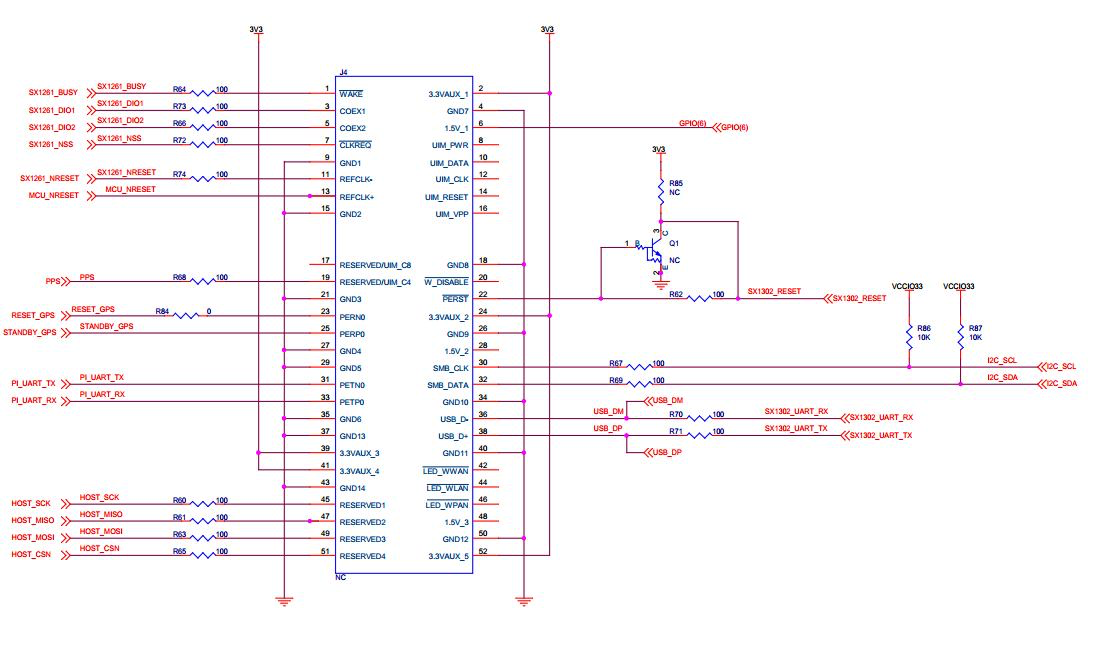 3V3
3V3
J4
SX1261_BUSY SX1261_BUSY R64 100 1 WAKE 3.3VAUX_1 2
SX1261_DIO1 SX1261_DIO1 R73 100 3 COEX1 GND7 4
SX1261_DIO2 SX1261_DIO2 R66 100 5 COEX2 1.5V_1 6 GPIO(6) GPIO(6)
SX1261_NSS SX1261_NSS R72 100 7 CLKREQ UIM_PWR 8
9 GND1 UIM_DATA 10
SX1261_NRESET SX1261_NRESET R74 100 11 REFCLK- UIM_CLK 12
MCU_NRESET MCU_NRESET 13 REFCLK+ UIM_RESET 14
15 GND2 UIM_VPP 16
3V3
R85
NC
3 C
1 B Q1
NC
2 E
17 RESERVED/UIM_C8 GND8 18
PPS PPS R68 100 19 RESERVED/UIM_C4 W_DISABLE 20
21 GND3 PERST 22 R62 100 SX1302_RESET SX1302_RESET
RESET_GPS RESET_GPS R84 0 23 PERN0 3.3VAUX_2 24
STANDBY_GPS STANDBY_GPS 25 PERP0 GND9 26
VCCIO33 VCCIO33
R86 R87
10K 10K
27 GND4 1.5V_2 28
29 GND5 SMB_CLK 30 R67 100 I2C_SCL I2C_SCL
PI_UART_TX PI_UART_TX 31 PETN0 SMB_DATA 32 R69 100 I2C_SDA I2C_SDA
PI_UART_RX PI_UART_RX 33 PETP0 GND10 34 USB_DM
35 GND6 USB_D- 36 USB_DM R70 100 SX1302_UART_RX SX1302_UART_RX
37 GND13 USB_D+ 38 USB_DP R71 100 SX1302_UART_TX SX1302_UART_TX
39 3.3VAUX_3 GND11 40 USB_DP
41 3.3VAUX_4 LED_WWAN 42
43 GND14 LED_WLAN 44
HOST_SCK HOST_SCK R60 100 45 RESERVED1 LED_WPAN 46
HOST_MISO HOST_MISO R61 100 47 RESERVED2 1.5V_3 48
HOST_MOSI HOST_MOSI R63 100 49 RESERVED3 GND12 50
HOST_CSN HOST_CSN R65 100 51 RESERVED4 3.3VAUX_5 52
NC